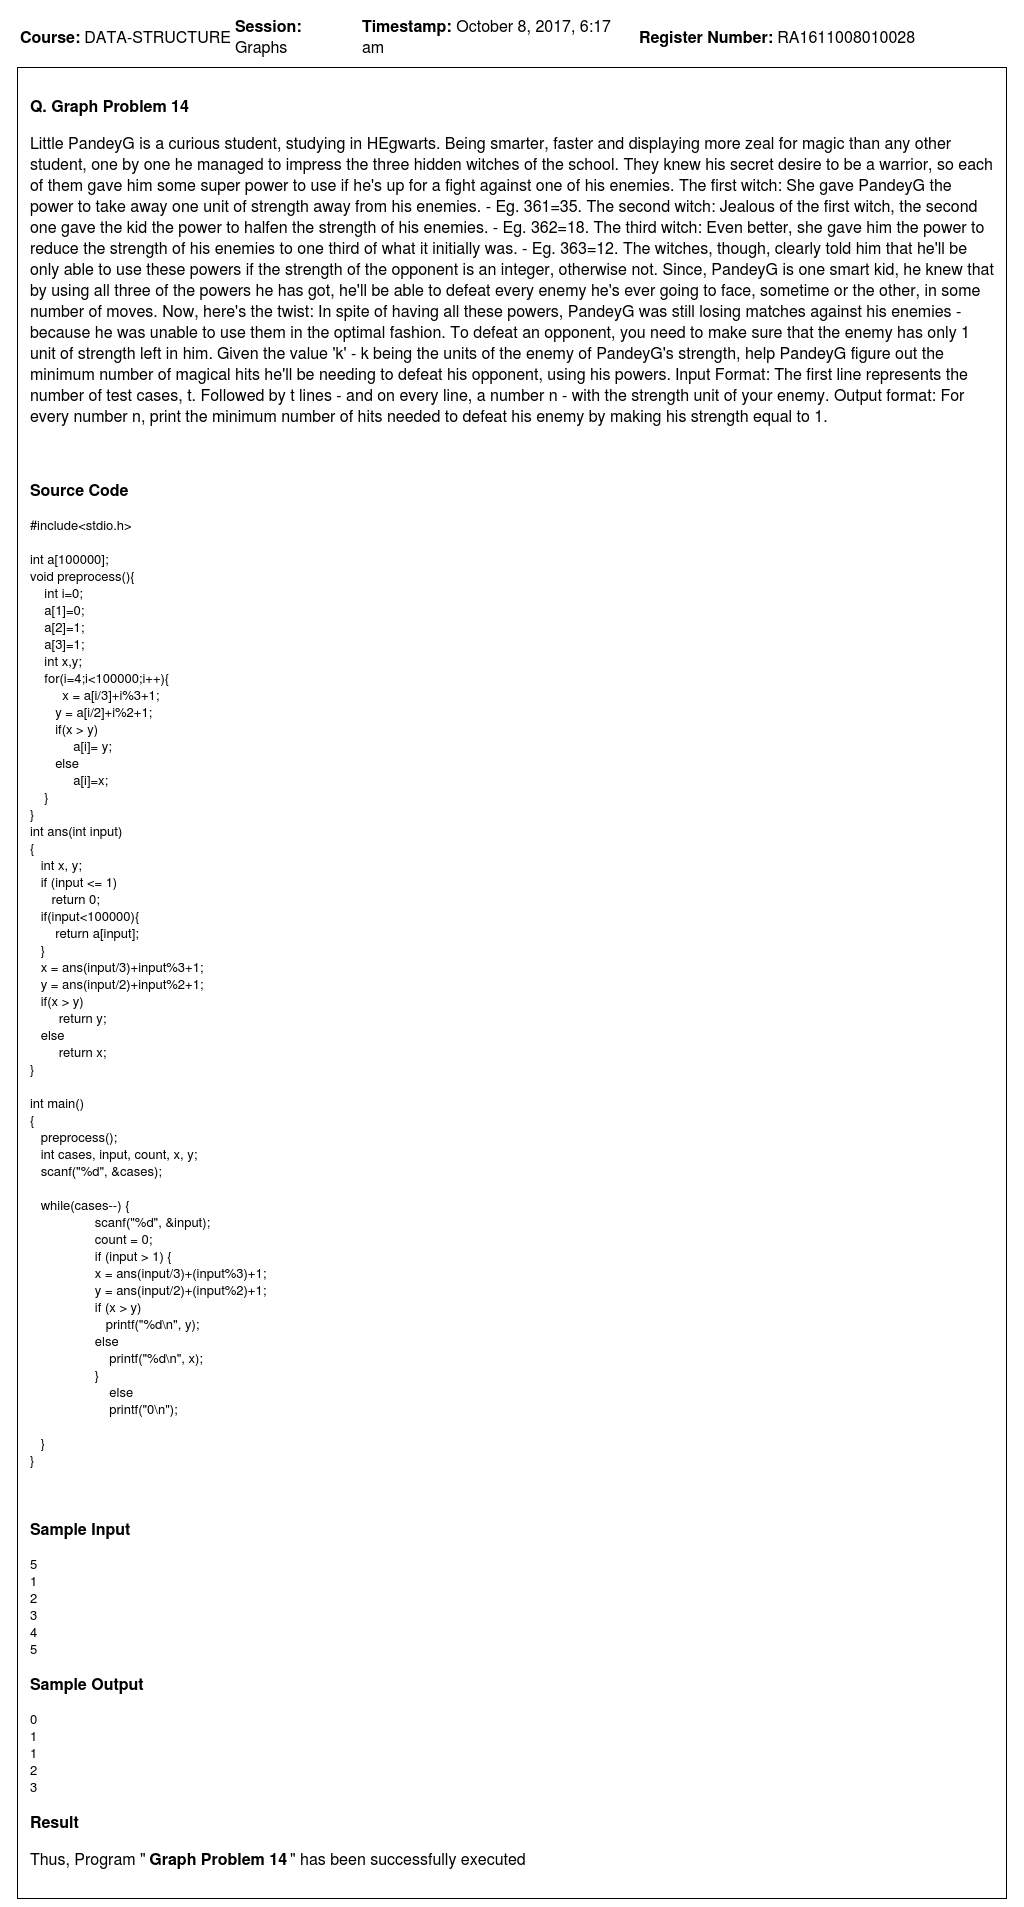 Course: DATA-STRUCTURE Session: Graphs Timestamp: October 8, 2017, 6:17 am Register Number: RA1611008010028
Q. Graph Problem 14
Little PandeyG is a curious student, studying in HEgwarts. Being smarter, faster and displaying more zeal for magic than any other
student, one by one he managed to impress the three hidden witches of the school. They knew his secret desire to be a warrior, so each
of them gave him some super power to use if he's up for a fight against one of his enemies. The first witch: She gave PandeyG the
power to take away one unit of strength away from his enemies. - Eg. 361=35. The second witch: Jealous of the first witch, the second
one gave the kid the power to halfen the strength of his enemies. - Eg. 362=18. The third witch: Even better, she gave him the power to
reduce the strength of his enemies to one third of what it initially was. - Eg. 363=12. The witches, though, clearly told him that he'll be
only able to use these powers if the strength of the opponent is an integer, otherwise not. Since, PandeyG is one smart kid, he knew that
by using all three of the powers he has got, he'll be able to defeat every enemy he's ever going to face, sometime or the other, in some
number of moves. Now, here's the twist: In spite of having all these powers, PandeyG was still losing matches against his enemies -
because he was unable to use them in the optimal fashion. To defeat an opponent, you need to make sure that the enemy has only 1
unit of strength left in him. Given the value 'k' - k being the units of the enemy of PandeyG's strength, help PandeyG figure out the
minimum number of magical hits he'll be needing to defeat his opponent, using his powers. Input Format: The first line represents the
number of test cases, t. Followed by t lines - and on every line, a number n - with the strength unit of your enemy. Output format: For
every number n, print the minimum number of hits needed to defeat his enemy by making his strength equal to 1.
Source Code
#include<stdio.h>
int a[100000];
void preprocess(){
int i=0;
a[1]=0;
a[2]=1;
a[3]=1;
int x,y;
for(i=4;i<100000;i++){
x = a[i/3]+i%3+1;
y = a[i/2]+i%2+1;
if(x > y)
a[i]= y;
else
a[i]=x;
}
}
int ans(int input)
{
int x, y;
if (input <= 1)
return 0;
if(input<100000){
return a[input];
}
x = ans(input/3)+input%3+1;
y = ans(input/2)+input%2+1;
if(x > y)
return y;
else
return x;
}
int main()
{
preprocess();
int cases, input, count, x, y;
scanf("%d", &cases);
while(cases--) {
scanf("%d", &input);
count = 0;
if (input > 1) {
x = ans(input/3)+(input%3)+1;
y = ans(input/2)+(input%2)+1;
if (x > y)
printf("%d\n", y);
else
printf("%d\n", x);
}
else
printf("0\n");
}
}
Sample Input
5
1
2
3
4
5
Sample Output
0
1
1
2
3
Result
Thus, Program " Graph Problem 14 " has been successfully executed